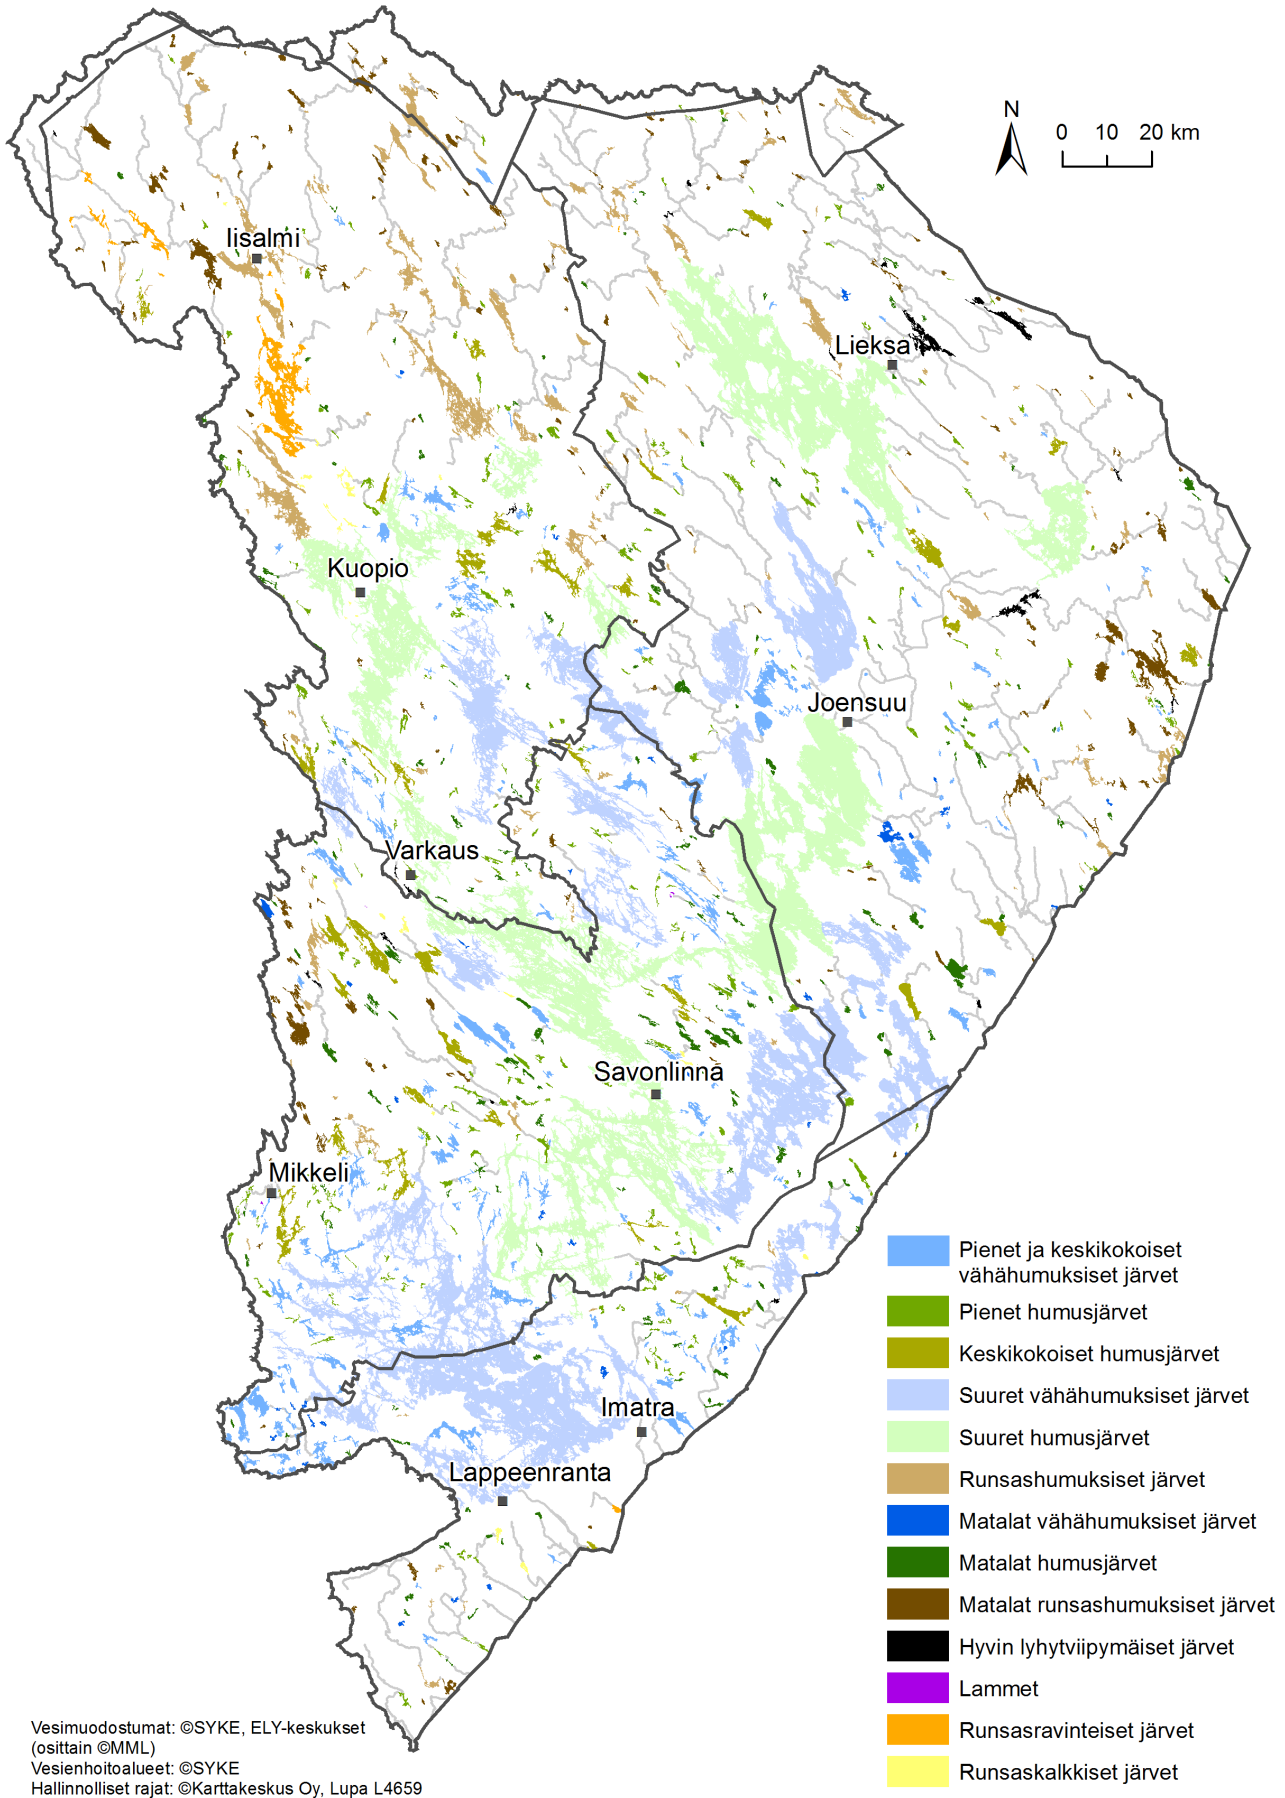 N
0 10 20 km
Iisalmi
Lieksa
Kuopio
Joensuu
Varkaus
Savonlinna
Mikkeli
Imatra
Lappeenranta
Pienet ja keskikokoiset
vähähumuksiset järvet
Pienet humusjärvet
Keskikokoiset humusjärvet
Suuret vähähumuksiset järvet
Suuret humusjärvet
Runsashumuksiset järvet
Matalat vähähumuksiset järvet
Matalat humusjärvet
Matalat runsashumuksiset järvet
Hyvin lyhytviipymäiset järvet
Lammet
Runsasravinteiset järvet
Runsaskalkkiset järvet
Vesimuodostumat: ©SYKE, ELY-keskukset
(osittain ©MML)
Vesienhoitoalueet: ©SYKE
Hallinnolliset rajat: ©Karttakeskus Oy, Lupa L4659